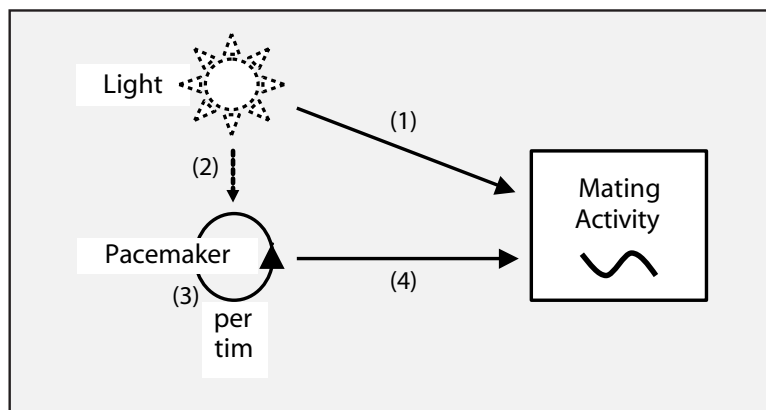 Light
(1)
(2)
Mating
Activity
Pacemaker
(3)
(4)
per
tim